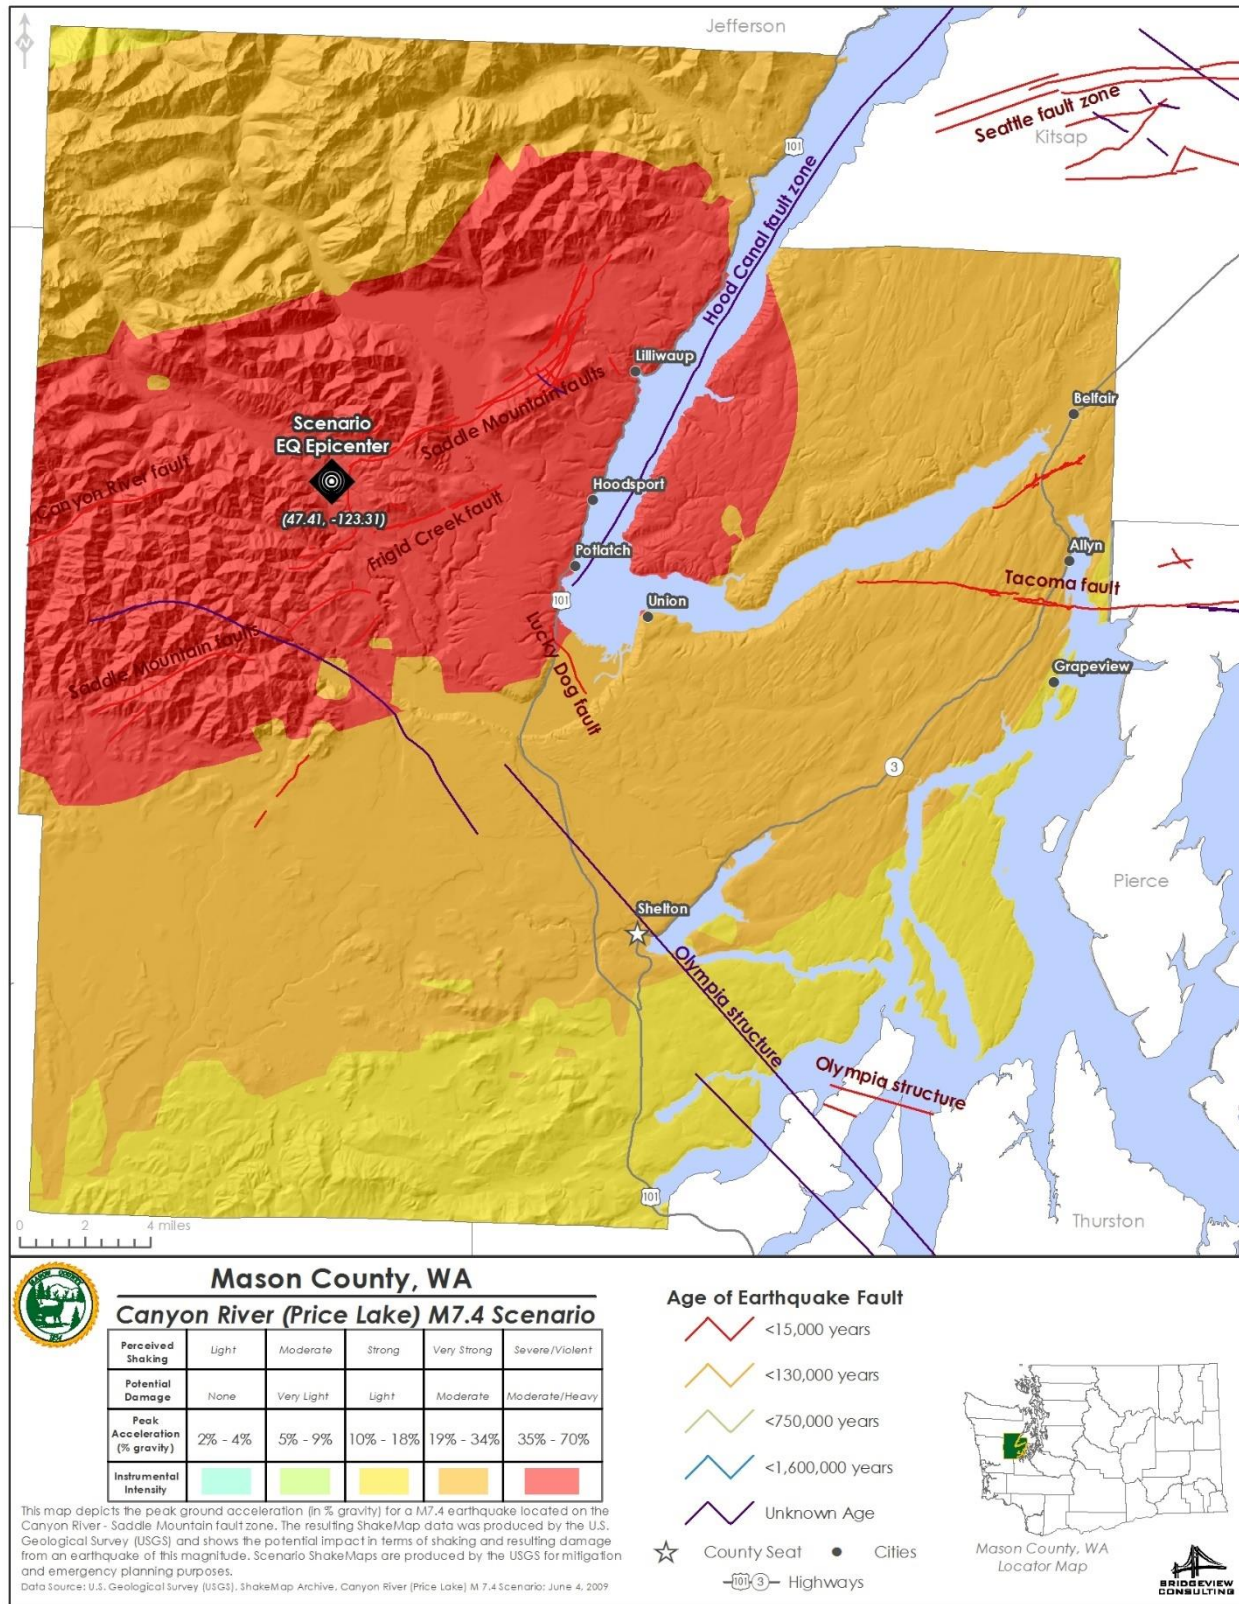 N
Jefferson
Seattle fault zone
Kitsap
101
Hood Canal fault zone
Lilliwaup
Saddle Mountain faults
Belfair
Scenario
EQ Epicenter
Canyon River fault
(47.41, -123.31)
Hoodsport
Frigid Creek fault
Potlatch
Allyn
Tacoma fault
101
Union
Lucky Dog fault
Saddle Mountain faults
Grapeview
3
Pierce
Shelton
Olympia structure
Olympia structure
101
Thurston
0 2 4 miles
MASON COUNTY
Mason County, WA
Canyon River (Price Lake) M7.4 Scenario
Perceived Shaking Light Moderate Strong Very Strong Severe/Violent
Potential Damage None Very Light Light Moderate Moderate/Heavy
Peak Acceleration (% gravity) 2% - 4% 5% - 9% 10% - 18% 19% - 34% 35% - 70%
Instrumental Intensity
This map depicts the peak ground acceleration (in % gravity) for a M7.4 earthquake located on the
Canyon River - Saddle Mountain fault zone. The resulting ShakeMap data was produced by the U.S.
Geological Survey (USGS) and shows the potential impact in terms of shaking and resulting damage
from an earthquake of this magnitude. Scenario ShakeMaps are produced by the USGS for mitigation
and emergency planning purposes.
Data Source: U.S. Geological Survey (USGS), ShakeMap Archive, Canyon River (Price Lake) M 7.4 Scenario: June 4, 2009
Age of Earthquake Fault
<15,000 years
<130,000 years
<750,000 years
<1,600,000 years
Unknown Age
County Seat Cities
101 3 Highways
Mason County, WA
Locator Map
BRIDGEVIEW
CONSULTING